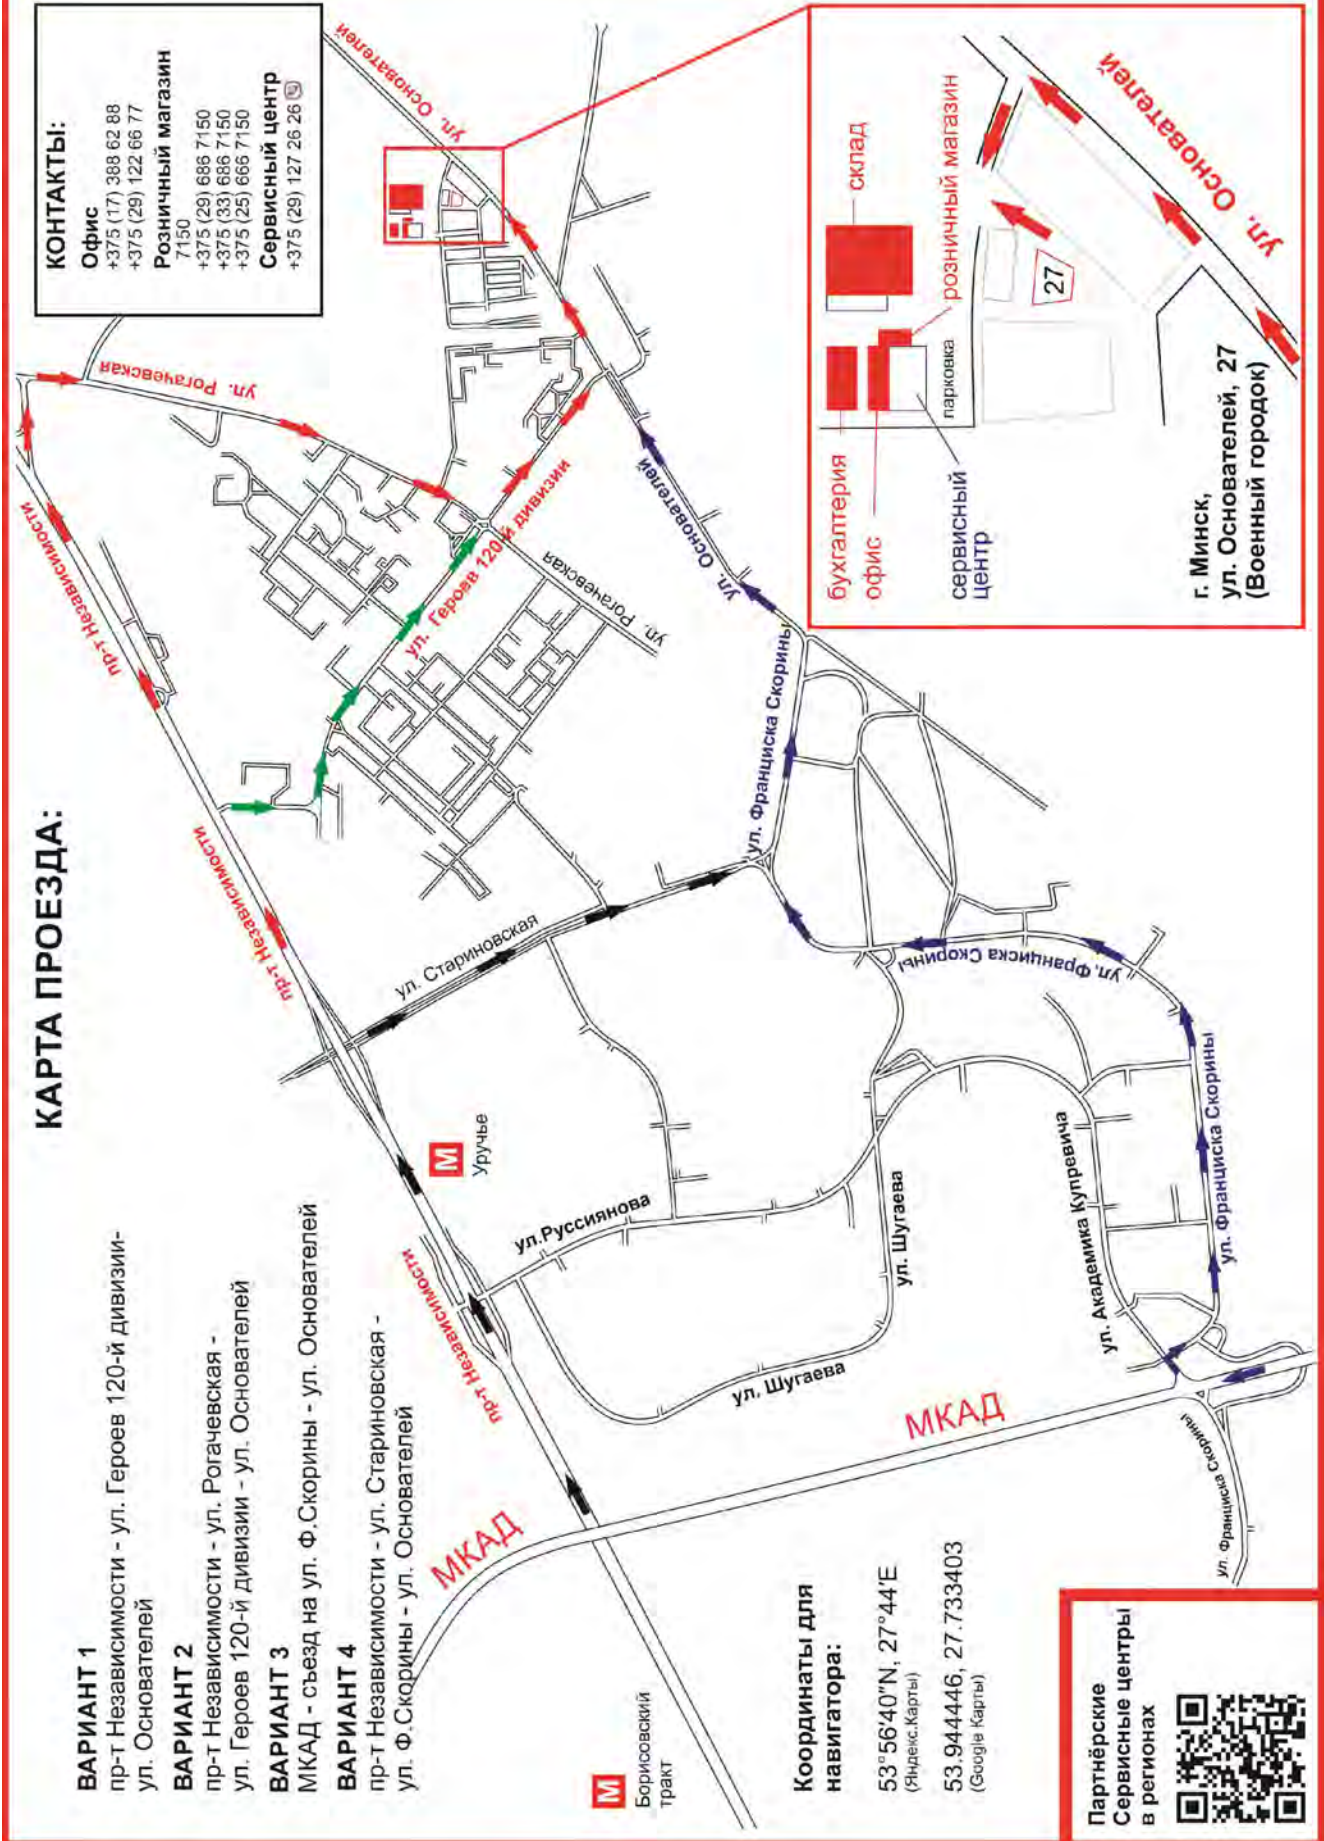 КАРТА ПРОЕЗДА:
ВАРИАНТ 1
пр-т Независимости - ул. Героев 120-й дивизии-
ул. Основателей
ВАРИАНТ 2
пр-т Независимости - ул. Рогачевская -
ул. Героев 120-й дивизии - ул. Основателей
ВАРИАНТ 3
МКАД - съезд на ул. Ф.Скорины - ул. Основателей
ВАРИАНТ 4
пр-т Независимости - ул. Стариновская -
ул. Ф.Скорины - ул. Основателей
КОНТАКТЫ:
Офис
+375 (17) 388 62 88
+375 (29) 122 66 77
Розничный магазин
7150
+375 (29) 686 7150
+375 (33) 686 7150
+375 (25) 666 7150
Сервисный центр
+375 (29) 127 26 26
пр-т Независимости
пр-т Независимости
пр-т Независимости
ул. Рогачевская
ул. Основателей
ул. Героев 120-й дивизии
ул. Рогачевская
ул. Стариновская
М
Уручье
ул.Руссиянова
ул. Шугаева
ул. Шугаева
МКАД
МКАД
М
Борисовский
тракт
ул. Основателей
ул. Франциска Скорины
ул. Франциска Скорины
ул. Франциска Скорины
ул. Академика Купревича
ул. Франциска Скорины
бухгалтерия
офис
склад
розничный магазин
парковка
сервисный
центр
27
ул. Основателей
г. Минск,
ул. Основателей, 27
(Военный городок)
Координаты для
навигатора:
53°56'40"N, 27°44'E
(Яндекс.Карты)
53.944446, 27.733403
(Google Карты)
Партнёрские
Сервисные центры
в регионах